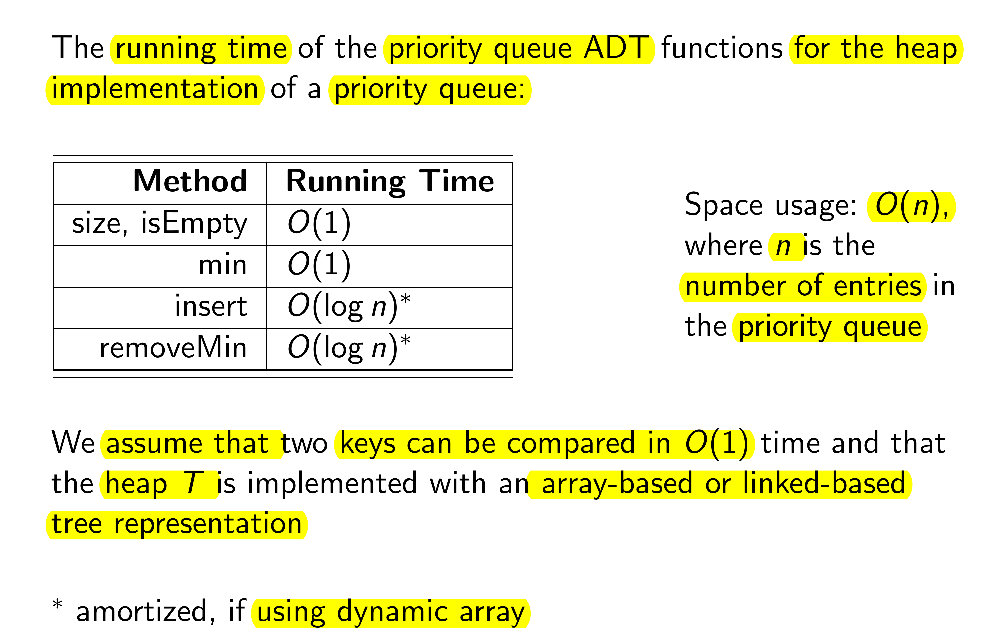 The running time of the priority queue ADT functions for the heap
implementation of a priority queue:
Method Running Time
size, isEmpty O(1)
min O(1)
insert O(log n)*
removeMin O(log n)*
Space usage: O(n),
where n is the
number of entries in
the priority queue
We assume that two keys can be compared in O(1) time and that
the heap T is implemented with an array-based or linked-based
tree representation
* amortized, if using dynamic array